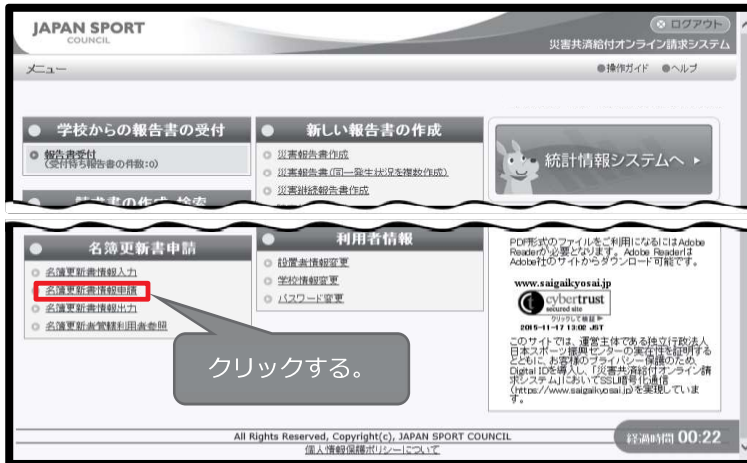 JAPAN SPORT
COUNCIL
ログアウト
災害共済給付オンライン請求システム
メニュー
操作ガイド ヘルプ
学校からの報告書の受付
報告書受付
(受付待ち報告書の件数:0)
新しい報告書の作成
災害報告書作成
災害報告書(同一発生状況を複数作成)
災害継続報告書作成
統計情報システムへ
請求書の作成・検索
名簿更新書申請
名簿更新書情報入力
名簿更新書情報申請
名簿更新書情報出力
名簿更新書管轄利用者参照
利用者情報
設置者情報変更
学校情報変更
パスワード変更
クリックする。
PDF形式のファイルをご利用になるにはAdobe
Readerが必要となります。Adobe Readerは
Adobe社のサイトからダウンロード可能です。
www.saigaikyosai.jp
cybertrust
secured site
クリックして検証
2015-11-17 13:02 JST
このサイトでは、運営主体である独立行政法人
日本スポーツ振興センターの実在性を証明する
とともに、お客様のプライバシー保護のため、
Digital IDを導入し、「災害共済給付オンライン請
求システム」においてSSL暗号化通信
(https://www.saigaikyosai.jp)を実現していま
す。
All Rights Reserved, Copyright(c), JAPAN SPORT COUNCIL
個人情報保護ポリシーについて
経過時間 00:22